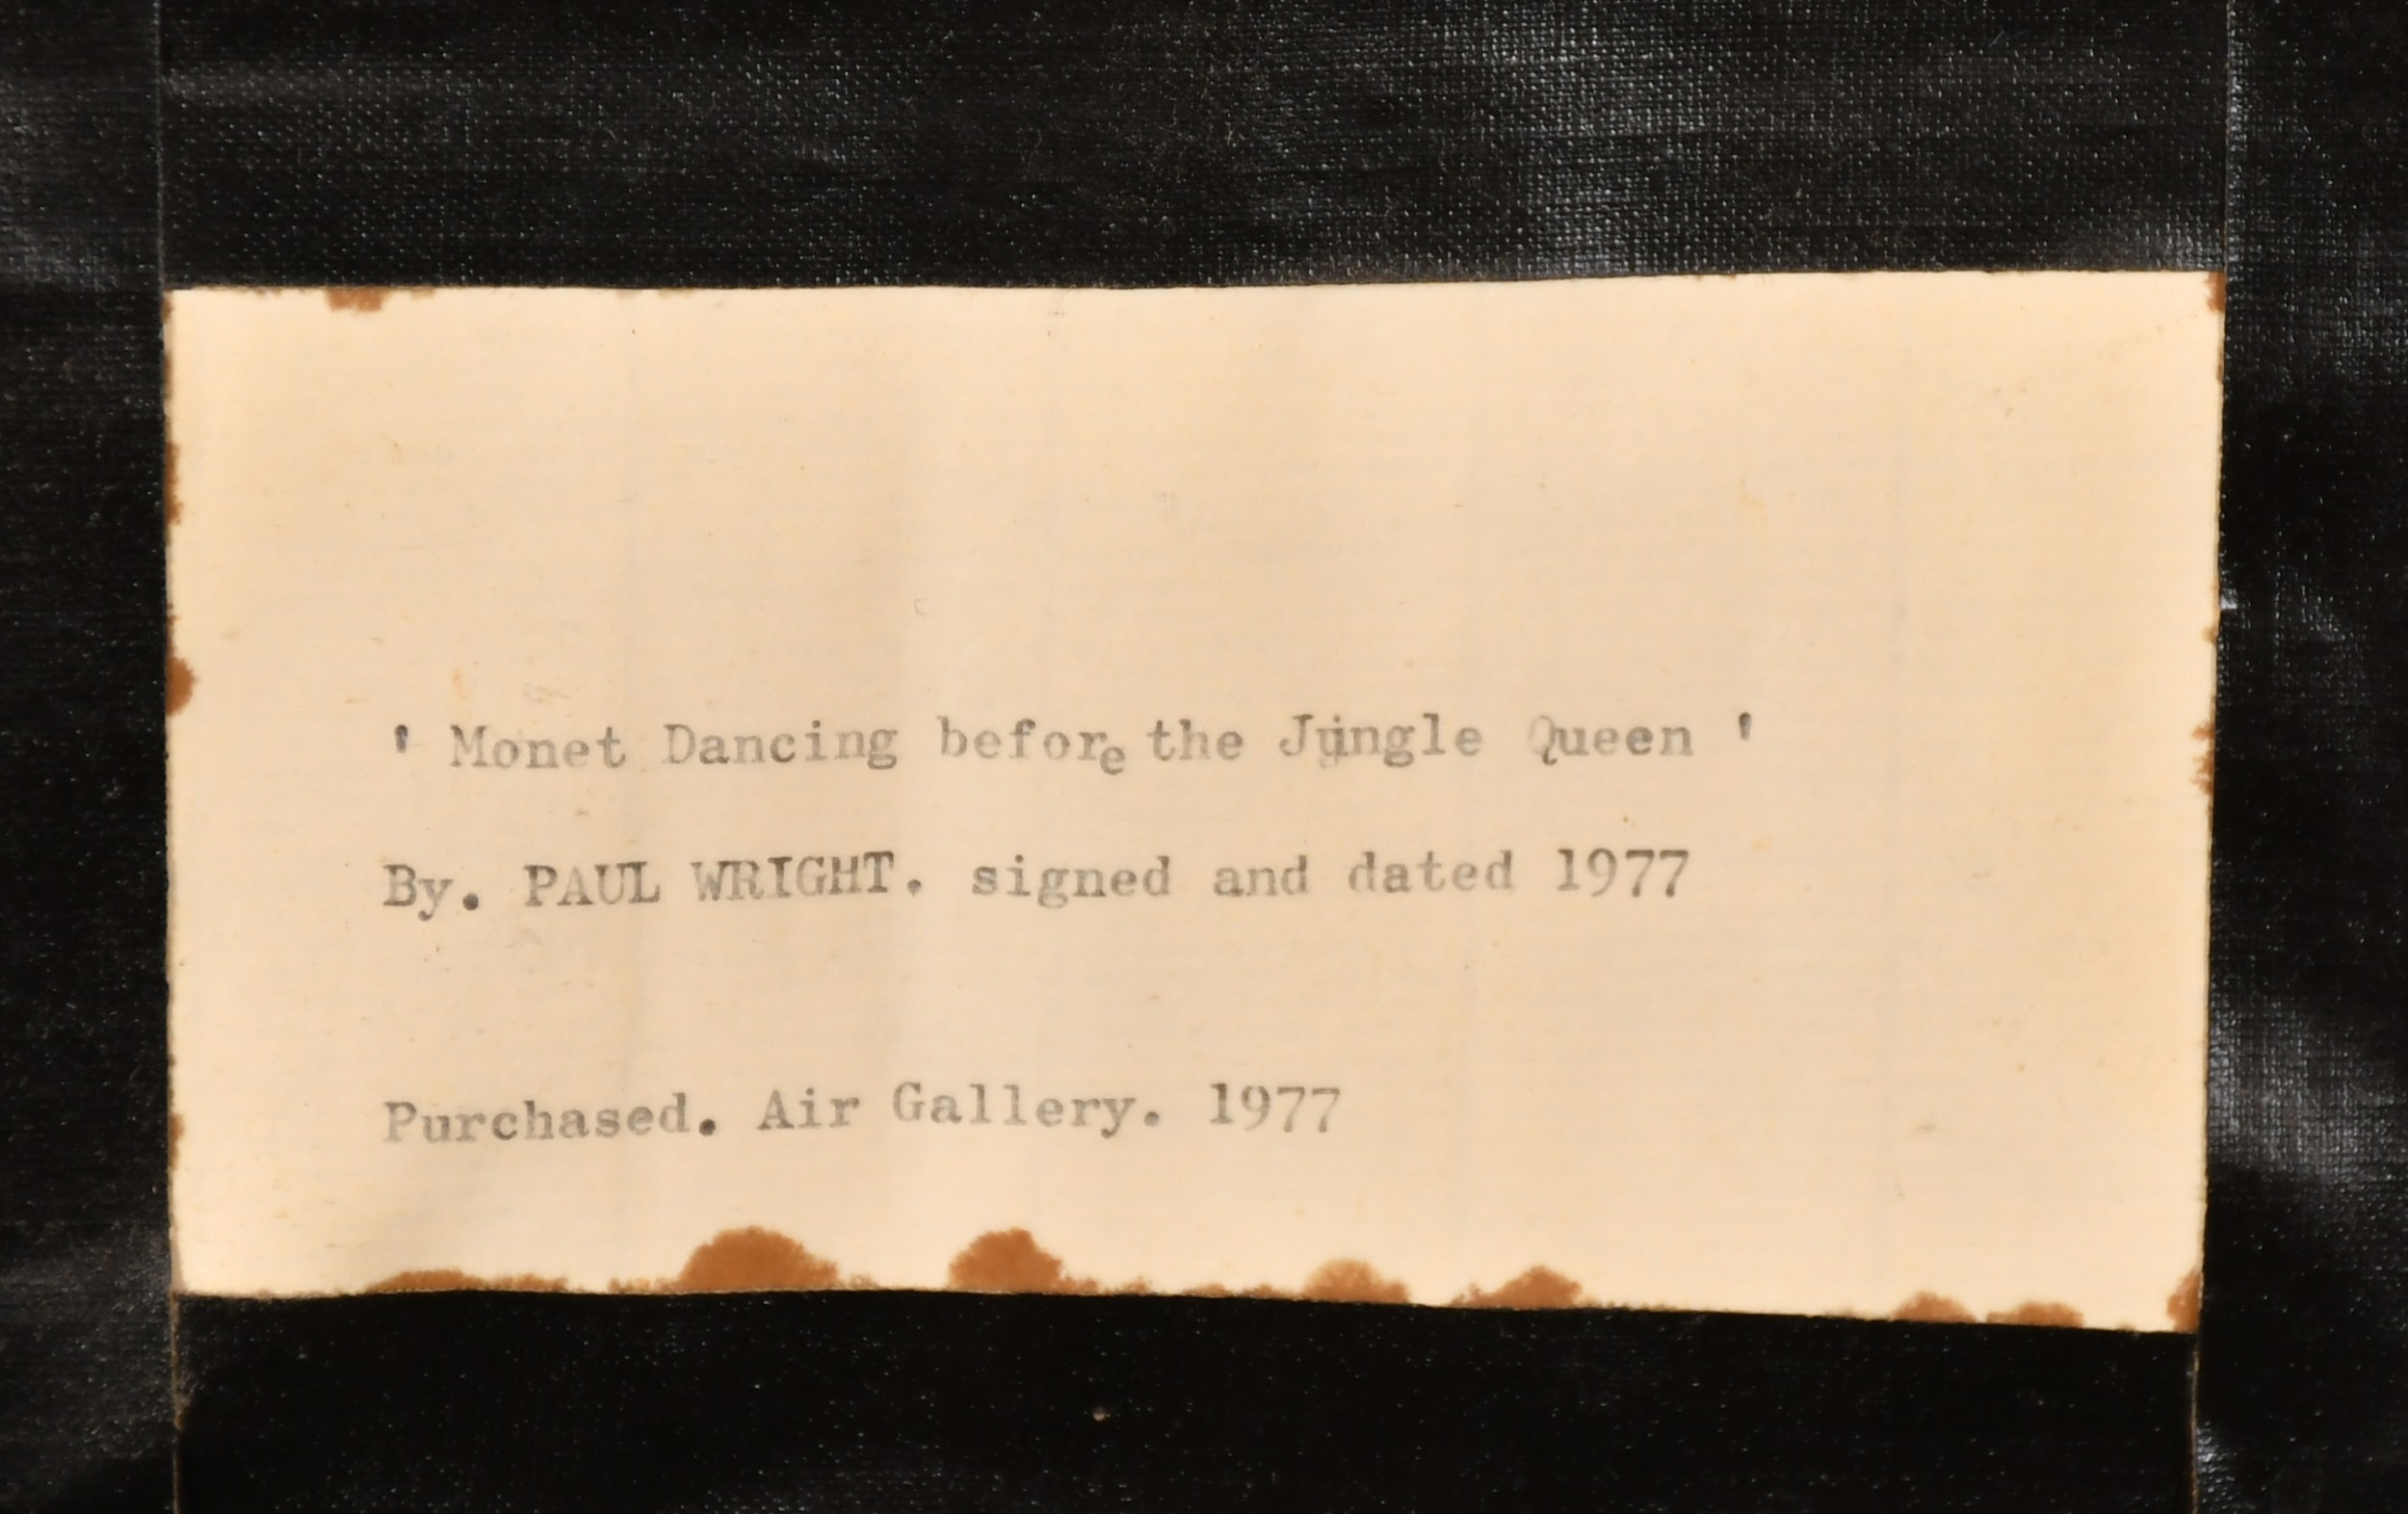 ' Monet Dancing before the Jungle Queen '
By. PAUL WRIGHT. signed and dated 1977
Purchased. Air Gallery. 1977